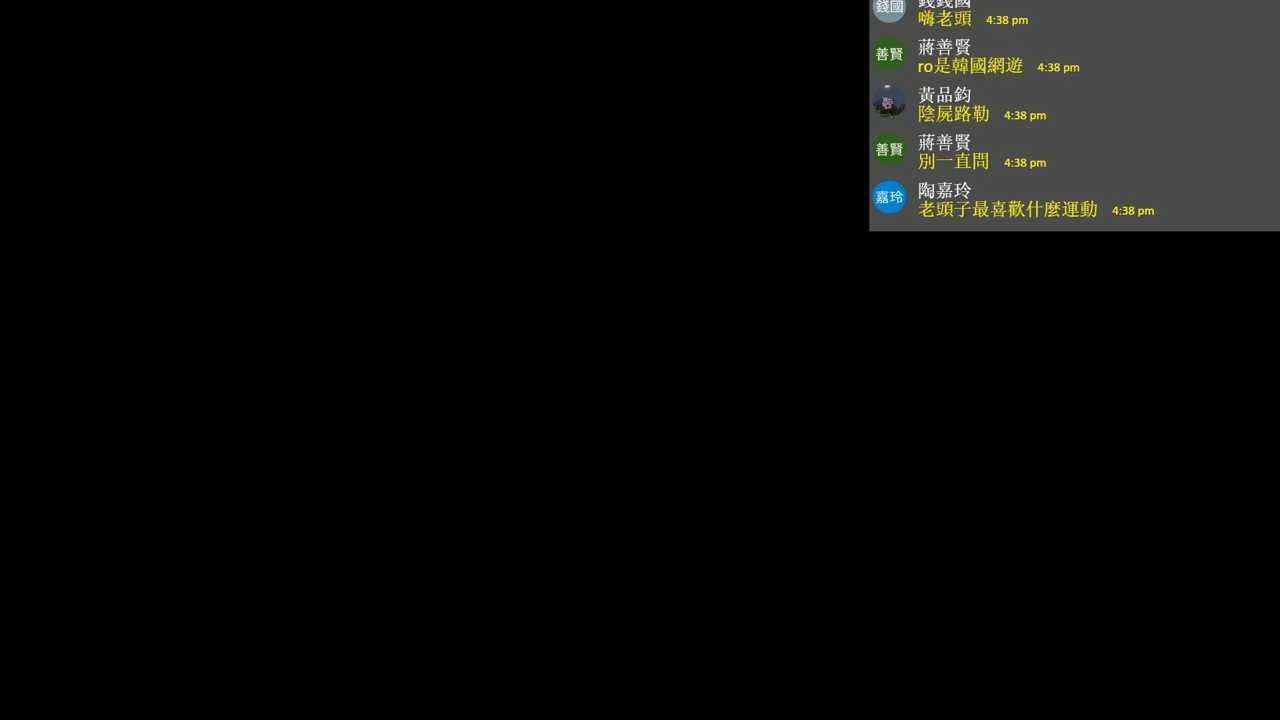 錢錢國
錢國
嗨老頭 4:38 pm
蔣善賢
善賢
ro是韓國網遊 4:38 pm
黃品鈞
陰屍路勒 4:38 pm
蔣善賢
善賢
別一直問 4:38 pm
陶嘉玲
嘉玲
老頭子最喜歡什麼運動 4:38 pm